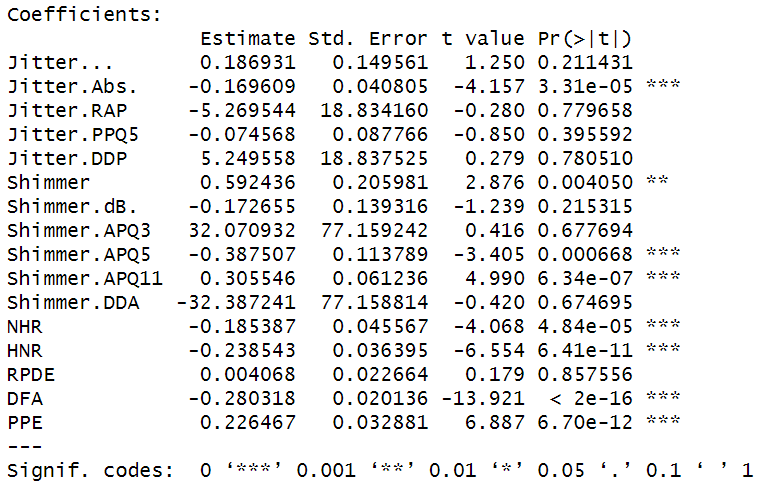 Coefficients:
Estimate Std. Error t value Pr(>|t|)
Jitter... 0.186931 0.149561 1.250 0.211431
Jitter.Abs. -0.169609 0.040805 -4.157 3.31e-05 ***
Jitter.RAP -5.269544 18.834160 -0.280 0.779658
Jitter.PPQ5 -0.074568 0.087766 -0.850 0.395592
Jitter.DDP 5.249558 18.837525 0.279 0.780510
Shimmer 0.592436 0.205981 2.876 0.004050 **
Shimmer.dB. -0.172655 0.139316 -1.239 0.215315
Shimmer.APQ3 32.070932 77.159242 0.416 0.677694
Shimmer.APQ5 -0.387507 0.113789 -3.405 0.000668 ***
Shimmer.APQ11 0.305546 0.061236 4.990 6.34e-07 ***
Shimmer.DDA -32.387241 77.158814 -0.420 0.674695
NHR -0.185387 0.045567 -4.068 4.84e-05 ***
HNR -0.238543 0.036395 -6.554 6.41e-11 ***
RPDE 0.004068 0.022664 0.179 0.857556
DFA -0.280318 0.020136 -13.921 < 2e-16 ***
PPE 0.226467 0.032881 6.887 6.70e-12 ***
---
Signif. codes: 0 ‘***’ 0.001 ‘**’ 0.01 ‘*’ 0.05 ‘.’ 0.1 ‘ ’ 1